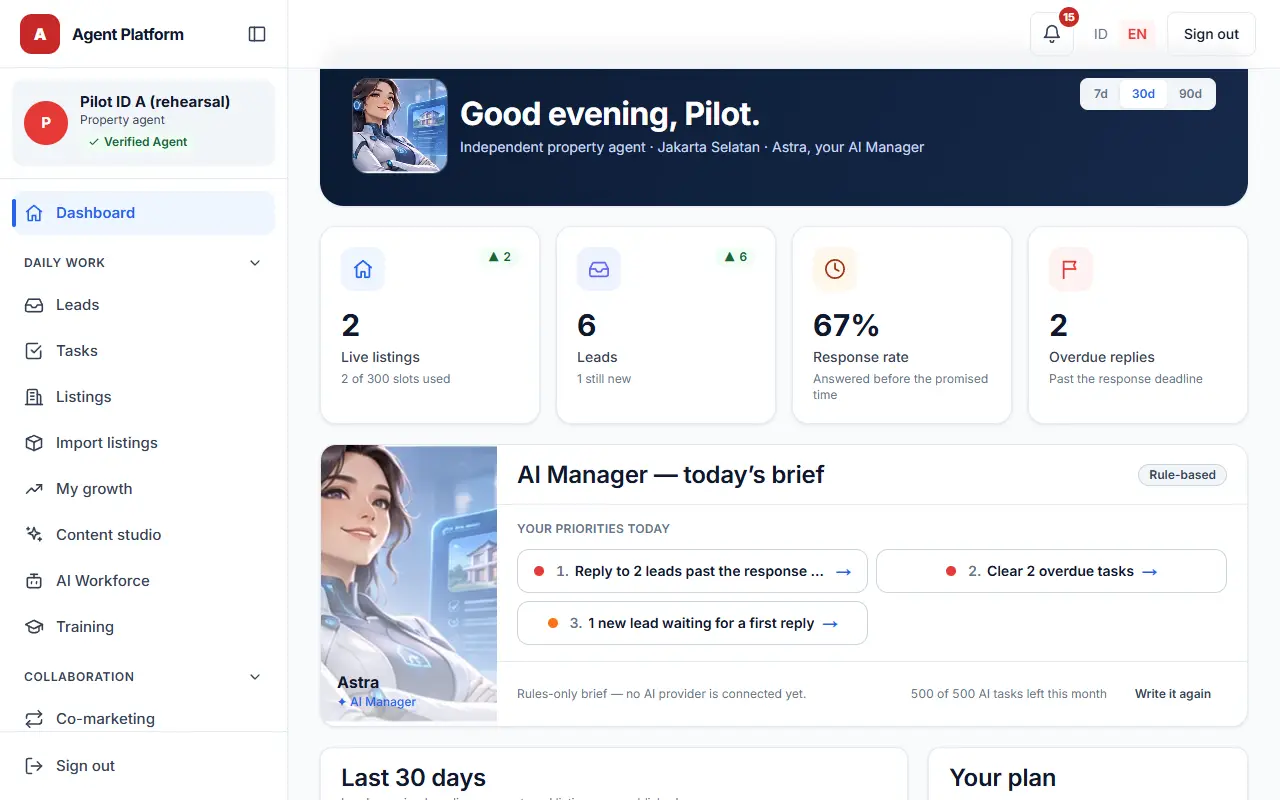 A
Agent Platform
15
ID
EN
Sign out
P
Pilot ID A (rehearsal)
Property agent
✓ Verified Agent
Dashboard
DAILY WORK
Leads
Tasks
Listings
Import listings
My growth
Content studio
AI Workforce
Training
COLLABORATION
Co-marketing
Sign out
Good evening, Pilot.
Independent property agent · Jakarta Selatan · Astra, your AI Manager
7d
30d
90d
▲ 2
2
Live listings
2 of 300 slots used
▲ 6
6
Leads
1 still new
67%
Response rate
Answered before the promised
time
2
Overdue replies
Past the response deadline
Astra
✦ AI Manager
AI Manager — today’s brief
Rule-based
YOUR PRIORITIES TODAY
1. Reply to 2 leads past the response ... →
2. Clear 2 overdue tasks →
3. 1 new lead waiting for a first reply →
Rules-only brief — no AI provider is connected yet.
500 of 500 AI tasks left this month
Write it again
Last 30 days
Your plan